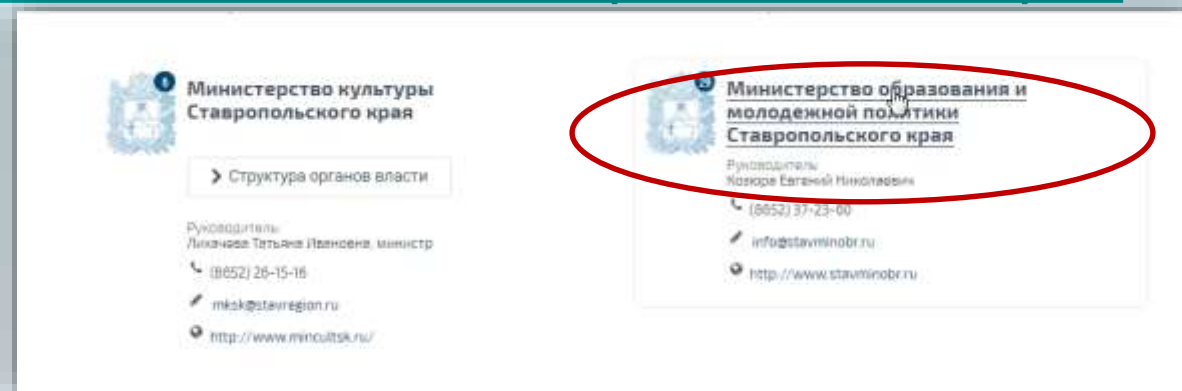 Министерство культуры
Ставропольского края
Структура органов власти
Руководитель:
Лихачева Татьяна Ивановна, министр
(8652) 26-15-16
mksk@stavregion.ru
http://www.mincultsk.ru/
Министерство образования и
молодежной политики
Ставропольского края
Руководитель:
Козюра Евгений Николаевич
(8652) 37-23-60
info@stavminobr.ru
http://www.stavminobr.ru